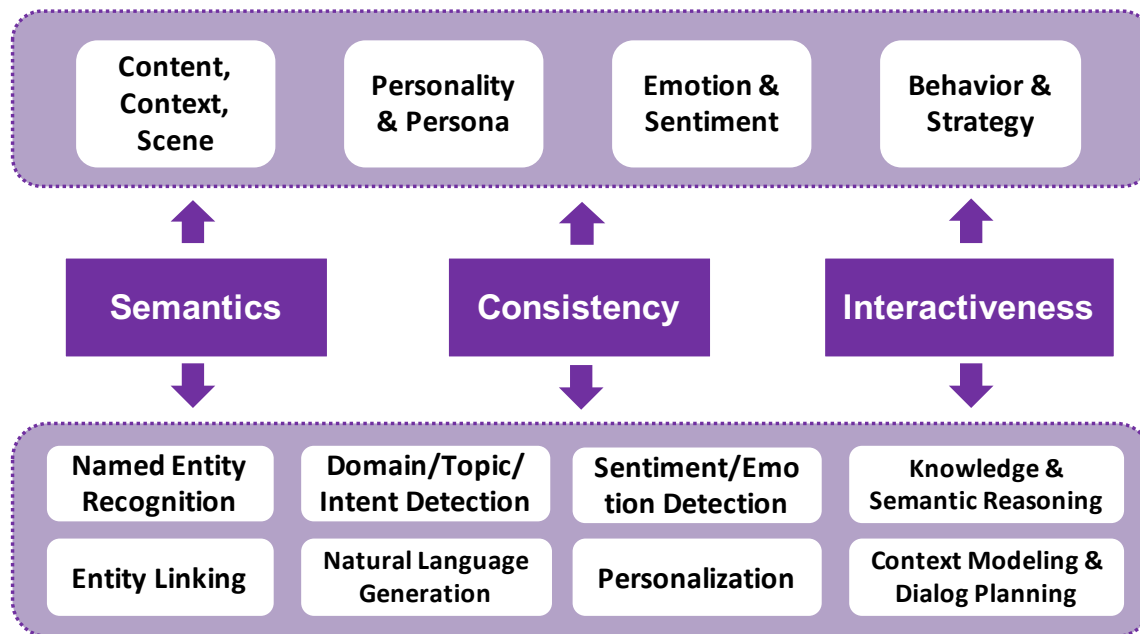 Content,
Context,
Scene
Personality
& Persona
Emotion &
Sentiment
Behavior &
Strategy
Semantics
Consistency
Interactiveness
Named Entity
Recognition
Domain/Topic/
Intent Detection
Sentiment/Emo
tion Detection
Knowledge &
Semantic Reasoning
Entity Linking
Natural Language
Generation
Personalization
Context Modeling &
Dialog Planning